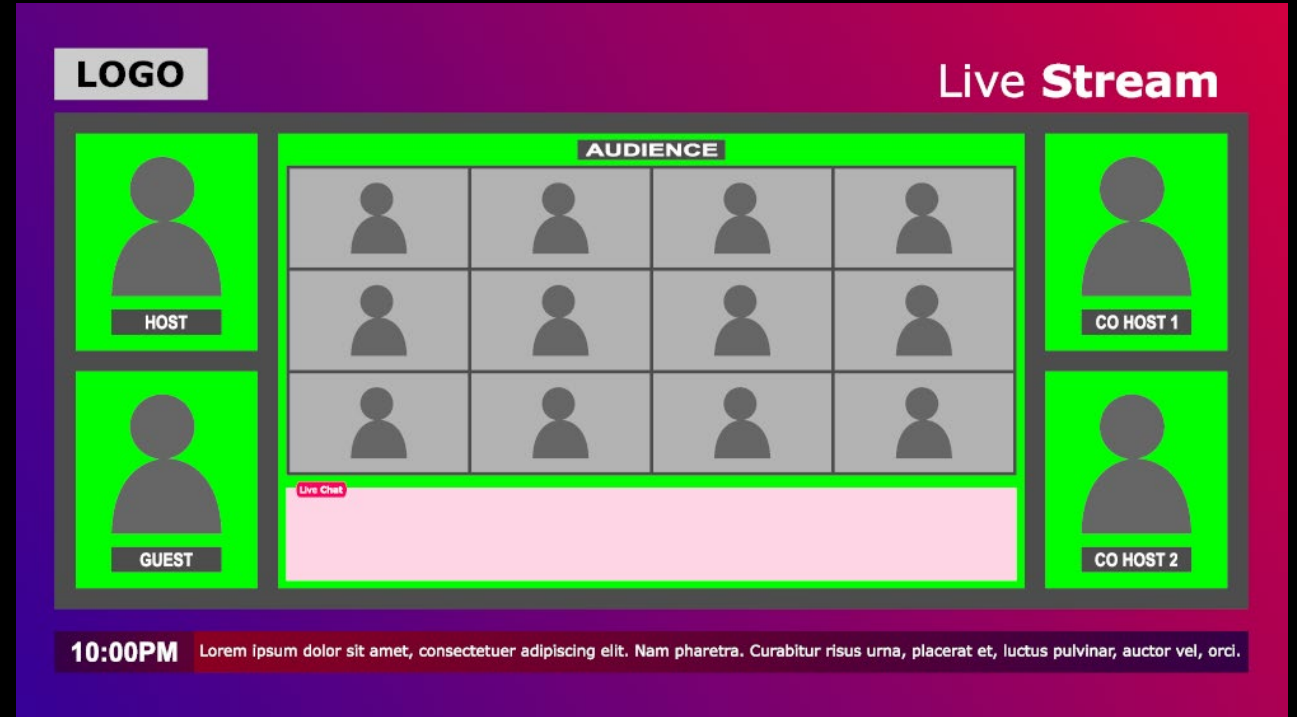 LOGO
Live Stream
AUDIENCE
HOST
CO HOST 1
Live Chat
GUEST
CO HOST 2
10:00PM
Lorem ipsum dolor sit amet, consectetuer adipiscing elit. Nam pharetra. Curabitur risus urna, placerat et, luctus pulvinar, auctor vel, orci.